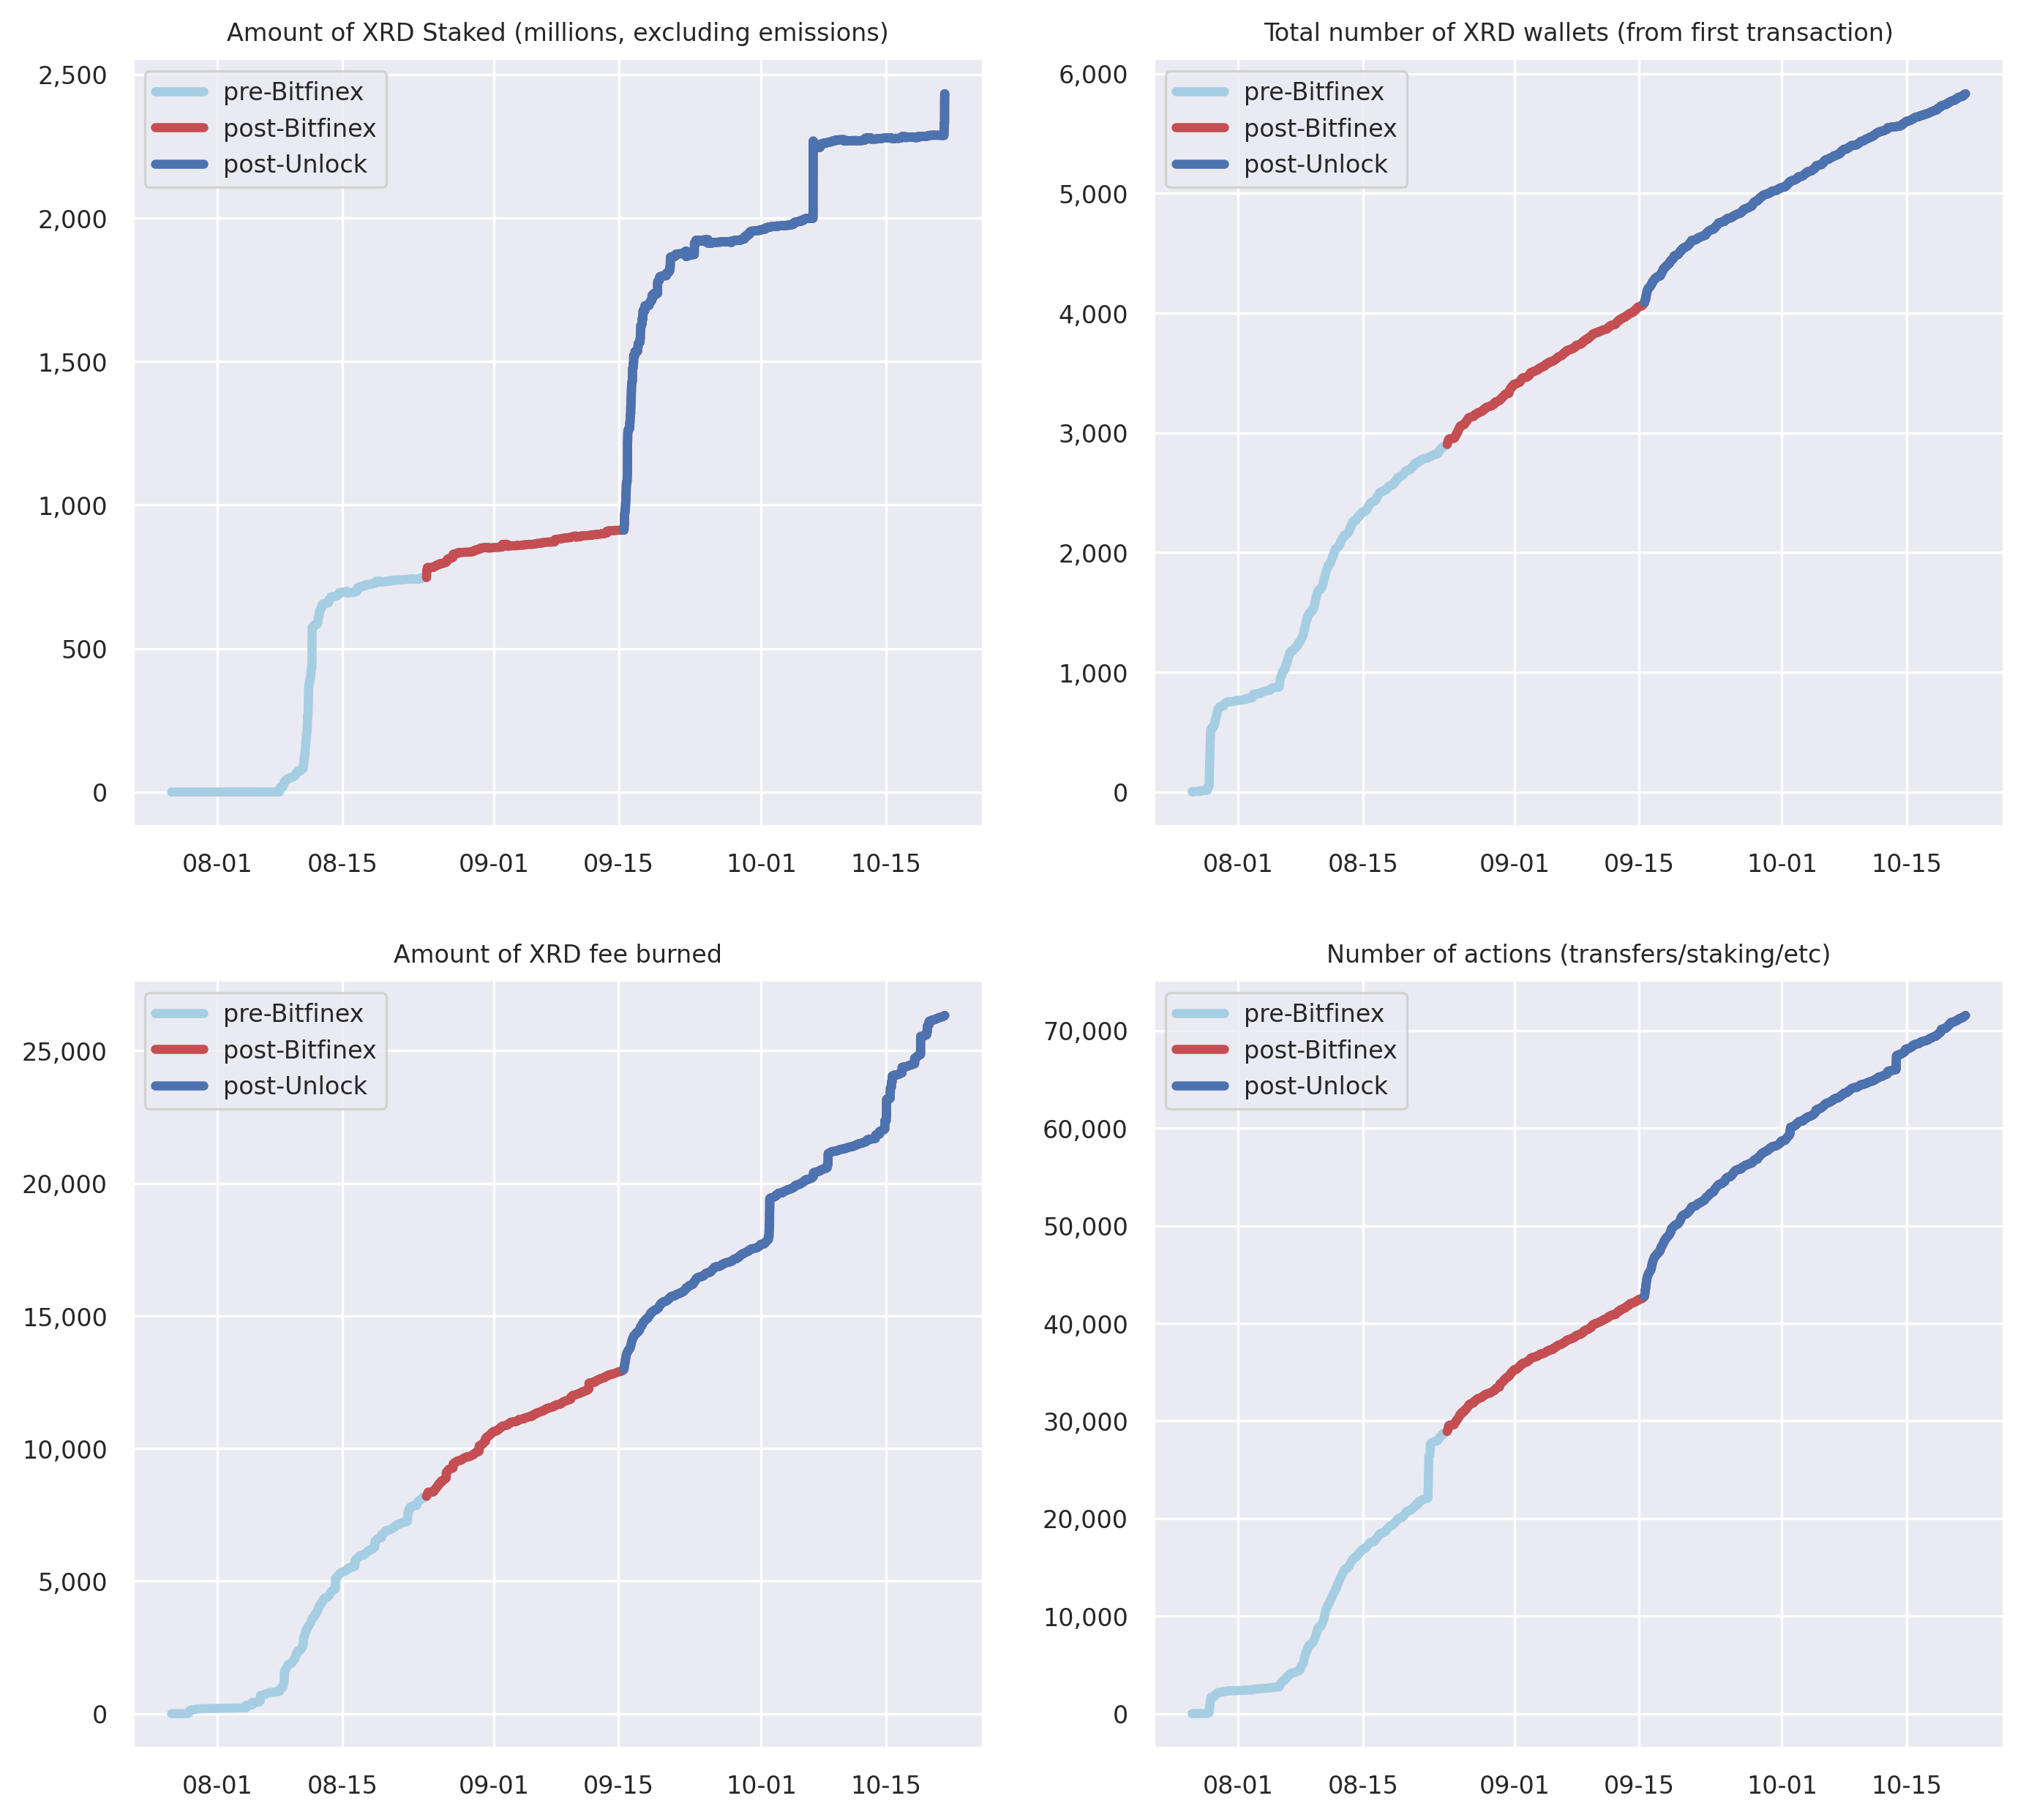 Amount of XRD Staked (millions, excluding emissions)
2,500
2,000
1,500
1,000
500
0
pre-Bitfinex
post-Bitfinex
post-Unlock
08-01 08-15 09-01 09-15 10-01 10-15
Total number of XRD wallets (from first transaction)
6,000
5,000
4,000
3,000
2,000
1,000
0
pre-Bitfinex
post-Bitfinex
post-Unlock
08-01 08-15 09-01 09-15 10-01 10-15
Amount of XRD fee burned
25,000
20,000
15,000
10,000
5,000
0
pre-Bitfinex
post-Bitfinex
post-Unlock
08-01 08-15 09-01 09-15 10-01 10-15
Number of actions (transfers/staking/etc)
70,000
60,000
50,000
40,000
30,000
20,000
10,000
0
pre-Bitfinex
post-Bitfinex
post-Unlock
08-01 08-15 09-01 09-15 10-01 10-15